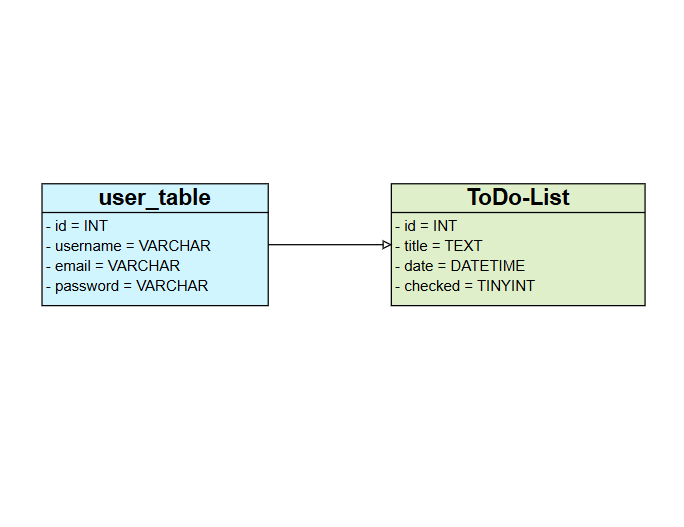 user_table
- id = INT
- username = VARCHAR
- email = VARCHAR
- password = VARCHAR
ToDo-List
- id = INT
- title = TEXT
- date = DATETIME
- checked = TINYINT